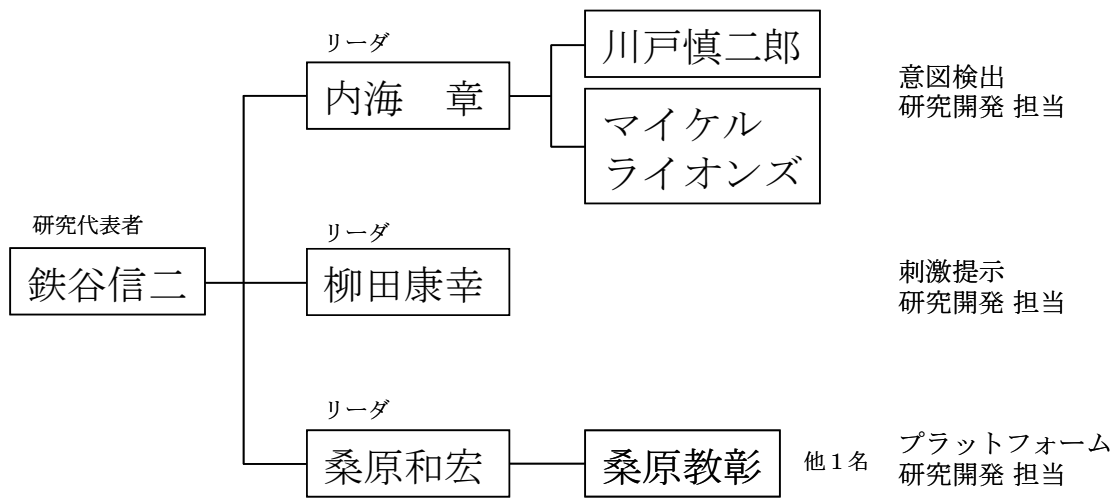 リーダ
内海　章
川戸慎二郎
マイケル
ライオンズ
意図検出
研究開発 担当
研究代表者
鉄谷信二
リーダ
柳田康幸
刺激提示
研究開発 担当
リーダ
桑原和宏
桑原教彰
他１名
プラットフォーム
研究開発 担当